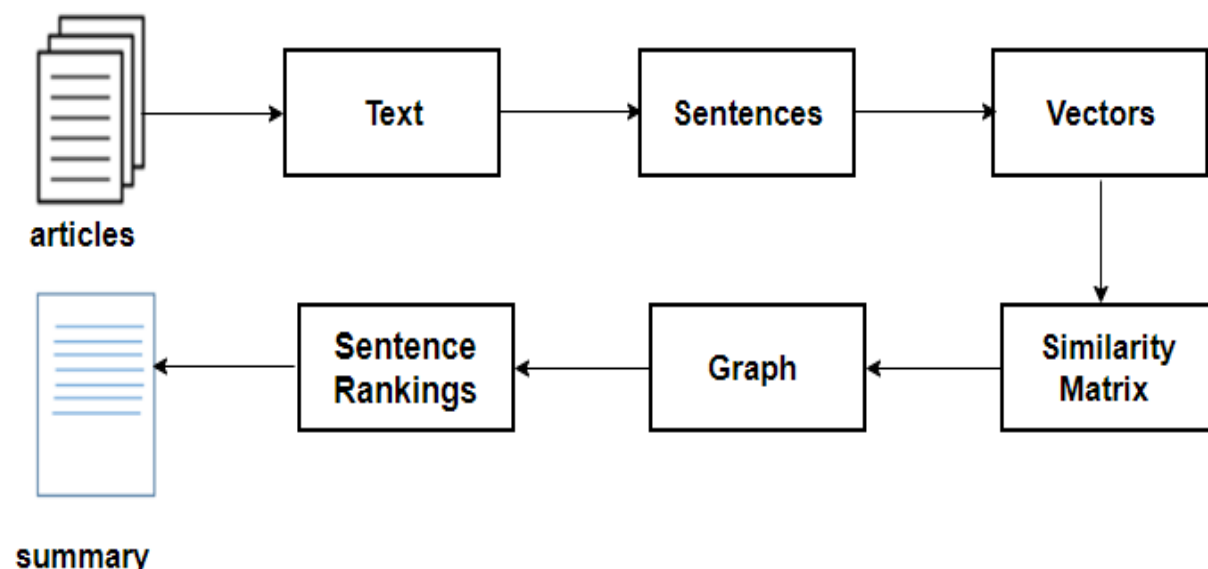 Text
Sentences
Vectors
articles
Similarity
Matrix
Graph
Sentence
Rankings
summary